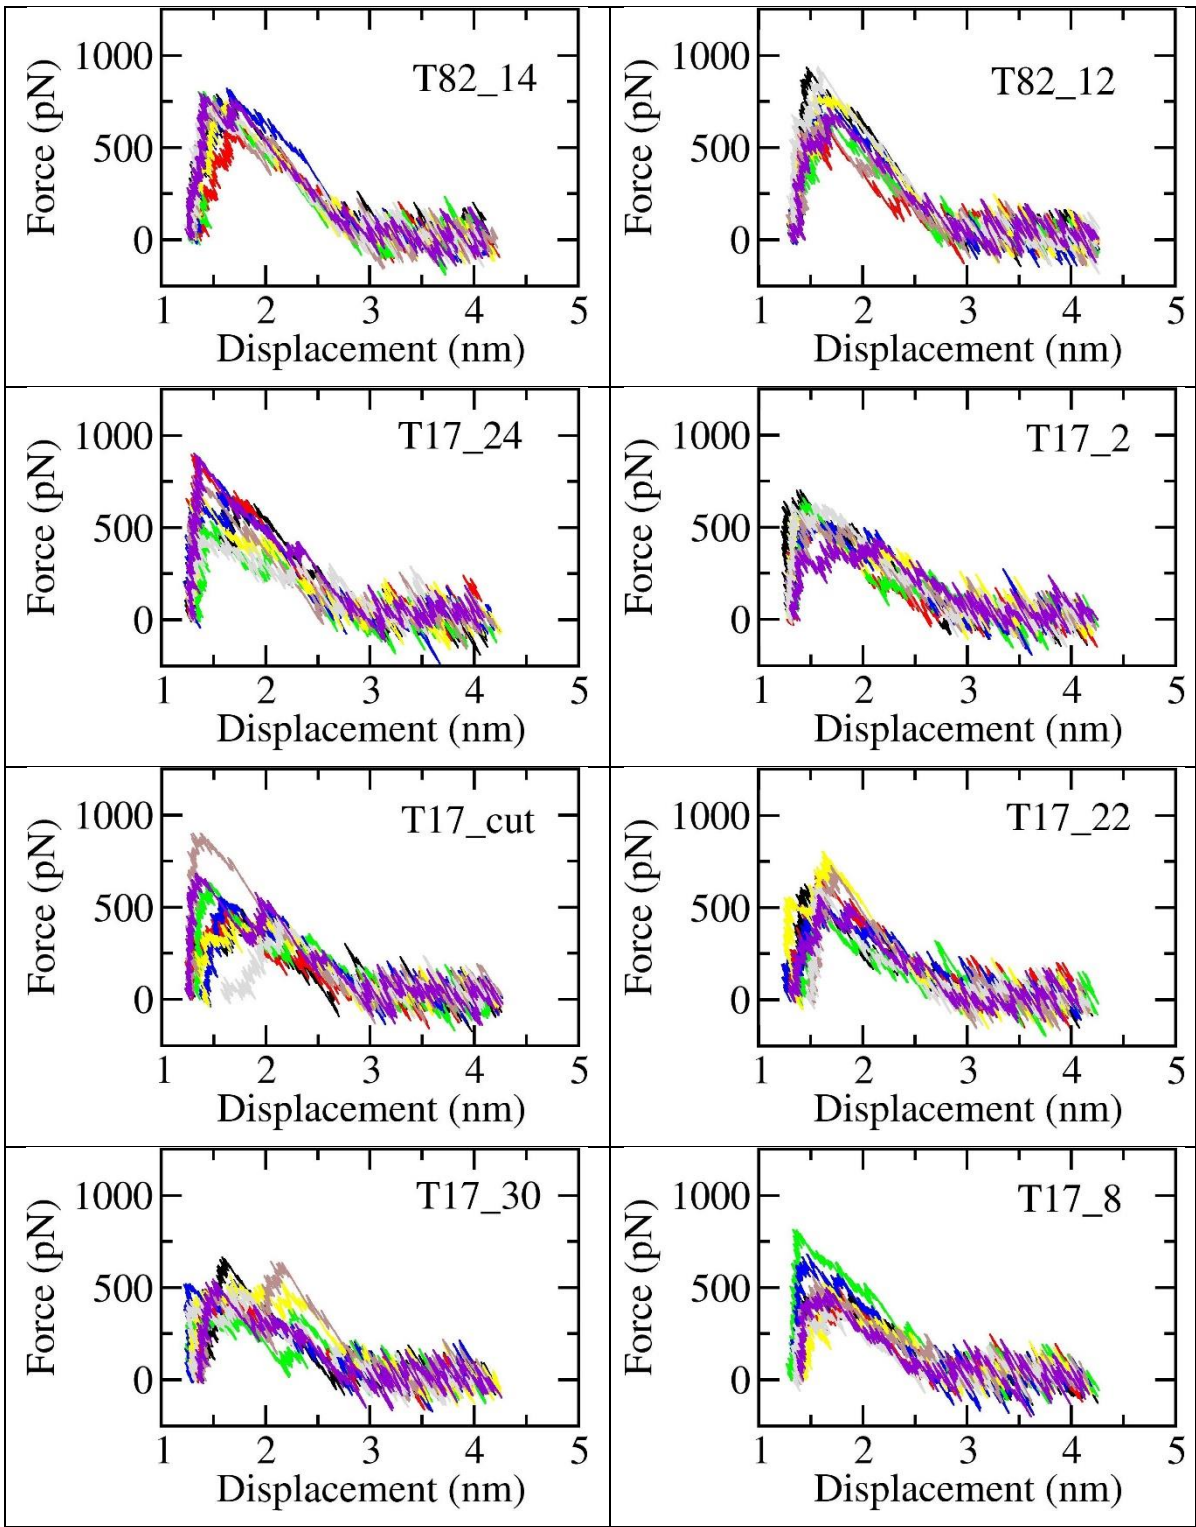 1000
500
0
Force (pN)
T82_14
1 2 3 4 5
Displacement (nm)
1000
500
0
Force (pN)
T82_12
1 2 3 4 5
Displacement (nm)
1000
500
0
Force (pN)
T17_24
1 2 3 4 5
Displacement (nm)
1000
500
0
Force (pN)
T17_2
1 2 3 4 5
Displacement (nm)
1000
500
0
Force (pN)
T17_cut
1 2 3 4 5
Displacement (nm)
1000
500
0
Force (pN)
T17_22
1 2 3 4 5
Displacement (nm)
1000
500
0
Force (pN)
T17_30
1 2 3 4 5
Displacement (nm)
1000
500
0
Force (pN)
T17_8
1 2 3 4 5
Displacement (nm)